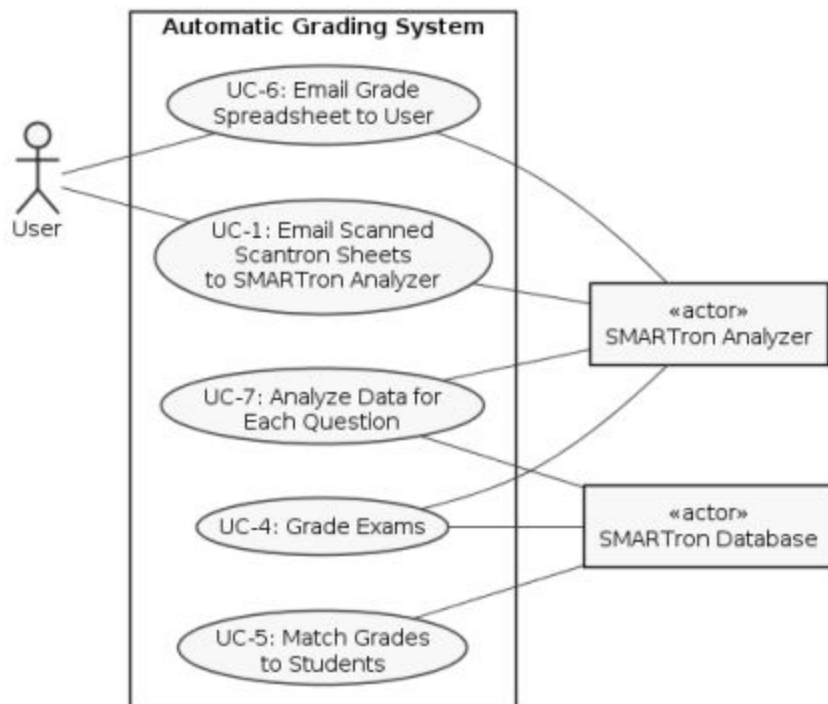 Automatic Grading System
UC-6: Email Grade
Spreadsheet to User
User
UC-1: Email Scanned
Scantron Sheets
to SMARTron Analyzer
«actor»
SMARTron Analyzer
UC-7: Analyze Data for
Each Question
UC-4: Grade Exams
«actor»
SMARTron Database
UC-5: Match Grades
to Students